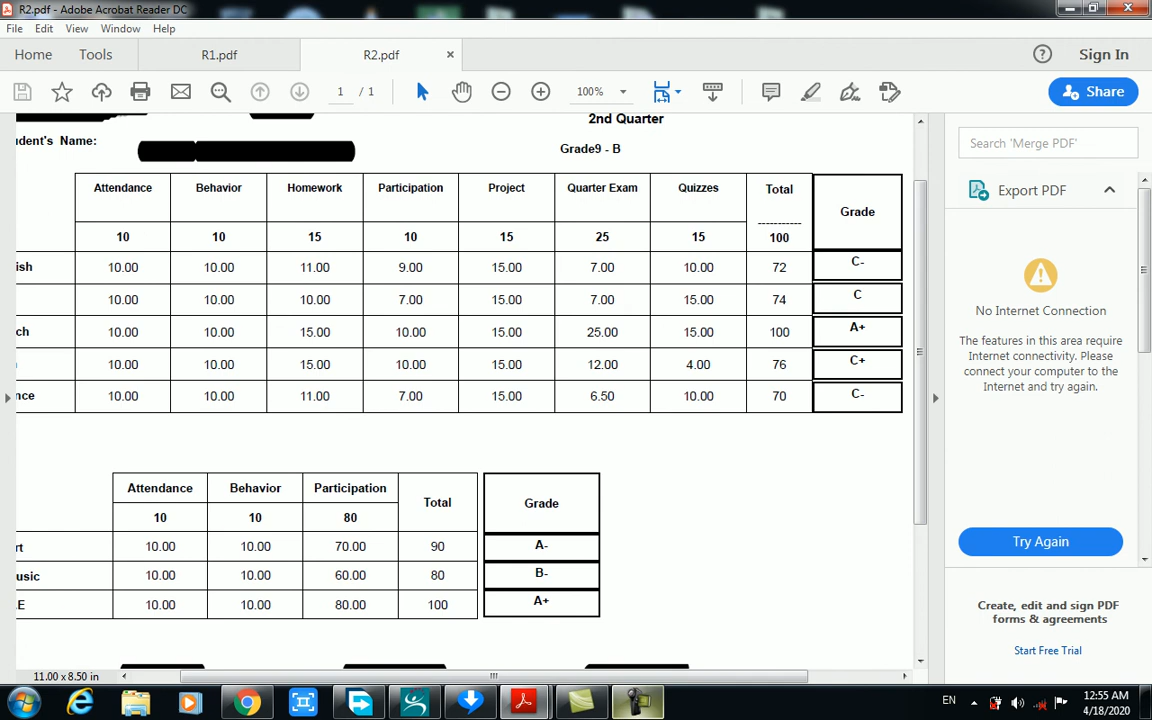 R2.pdf - Adobe Acrobat Reader DC
File Edit View Window Help
Home Tools R1.pdf R2.pdf × Sign In
1 / 1 100% Share
2nd Quarter
udent's Name:
Grade9 - B
Attendance Behavior Homework Participation Project Quarter Exam Quizzes Total Grade
-----------
10 10 15 10 15 25 15 100
ish 10.00 10.00 11.00 9.00 15.00 7.00 10.00 72 C-
10.00 10.00 10.00 7.00 15.00 7.00 15.00 74 C
ch 10.00 10.00 15.00 10.00 15.00 25.00 15.00 100 A+
10.00 10.00 15.00 10.00 15.00 12.00 4.00 76 C+
nce 10.00 10.00 11.00 7.00 15.00 6.50 10.00 70 C-
Attendance Behavior Participation Total Grade
10 10 80
rt 10.00 10.00 70.00 90 A-
usic 10.00 10.00 60.00 80 B-
.E 10.00 10.00 80.00 100 A+
11.00 x 8.50 in
Search 'Merge PDF'
Export PDF
No Internet Connection
The features in this area require
Internet connectivity. Please
connect your computer to the
Internet and try again.
Try Again
Create, edit and sign PDF
forms & agreements
Start Free Trial
EN 12:55 AM
4/18/2020